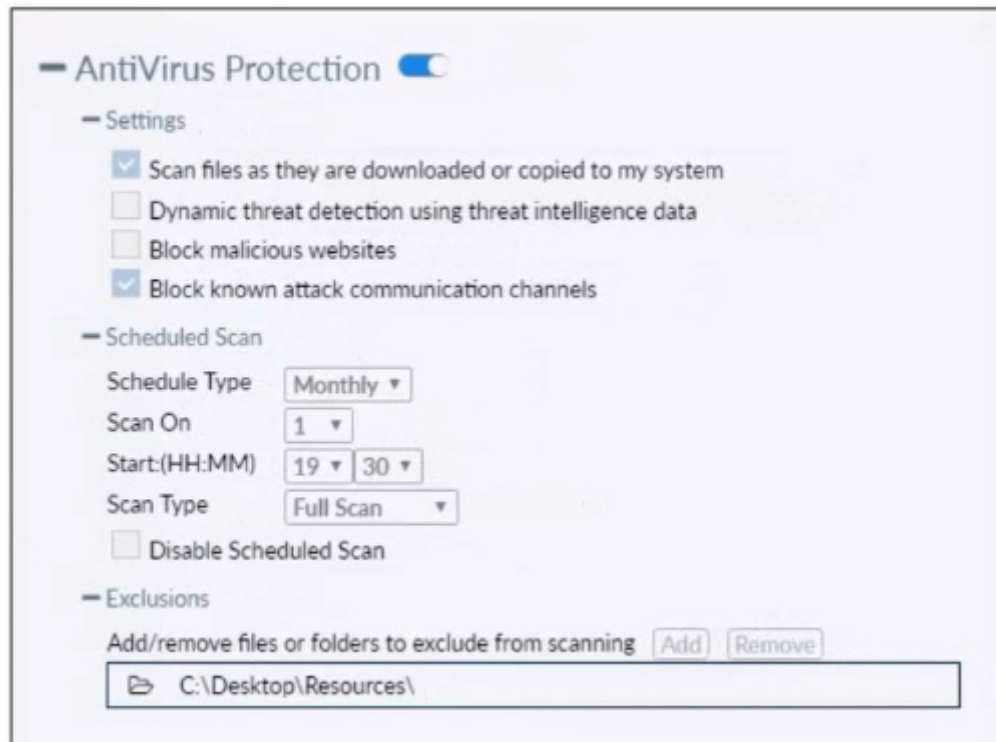 AntiVirus Protection
Settings
Scan files as they are downloaded or copied to my system
Dynamic threat detection using threat intelligence data
Block malicious websites
Block known attack communication channels
Scheduled Scan
Schedule Type Monthly
Scan On 1
Start:(HH:MM) 19 30
Scan Type Full Scan
Disable Scheduled Scan
Exclusions
Add/remove files or folders to exclude from scanning Add Remove
C:\Desktop\Resources\